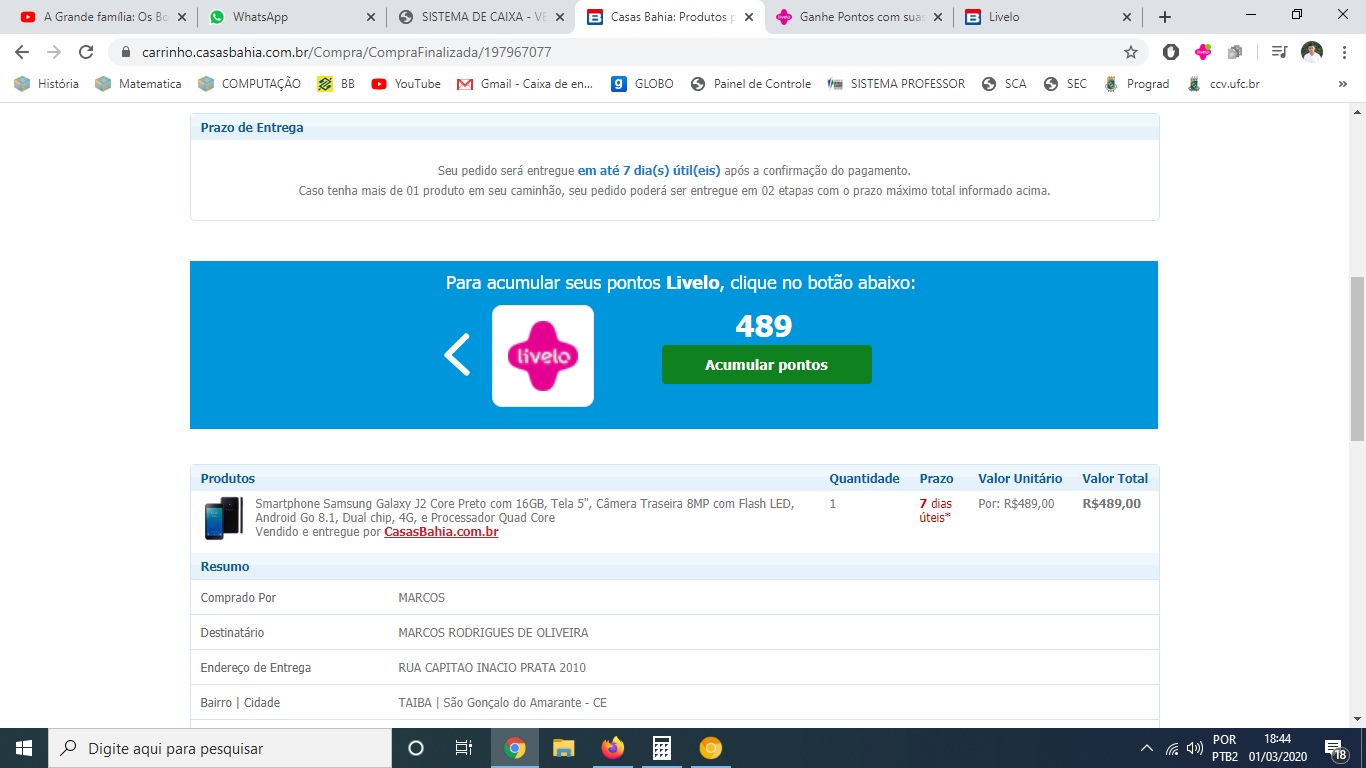 A Grande família: Os Bo
WhatsApp
SISTEMA DE CAIXA - VE
Casas Bahia: Produtos p
Ganhe Pontos com suas
Livelo
carrinho.casasbahia.com.br/Compra/CompraFinalizada/197967077
História
Matematica
COMPUTAÇÃO
BB
YouTube
Gmail - Caixa de en...
GLOBO
Painel de Controle
SISTEMA PROFESSOR
SCA
SEC
Prograd
ccv.ufc.br
»
Prazo de Entrega
Seu pedido será entregue em até 7 dia(s) útil(eis) após a confirmação do pagamento.
Caso tenha mais de 01 produto em seu caminhão, seu pedido poderá ser entregue em 02 etapas com o prazo máximo total informado acima.
Para acumular seus pontos Livelo, clique no botão abaixo:
livelo
489
Acumular pontos
Produtos Quantidade Prazo Valor Unitário Valor Total
Smartphone Samsung Galaxy J2 Core Preto com 16GB, Tela 5", Câmera Traseira 8MP com Flash LED, 1 7 dias Por: R$489,00 R$489,00
Android Go 8.1, Dual chip, 4G, e Processador Quad Core úteis*
Vendido e entregue por CasasBahia.com.br
Resumo
Comprado Por MARCOS
Destinatário MARCOS RODRIGUES DE OLIVEIRA
Endereço de Entrega RUA CAPITAO INACIO PRATA 2010
Bairro | Cidade TAIBA | São Gonçalo do Amarante - CE
Digite aqui para pesquisar
POR 18:44
PTB2 01/03/2020
18